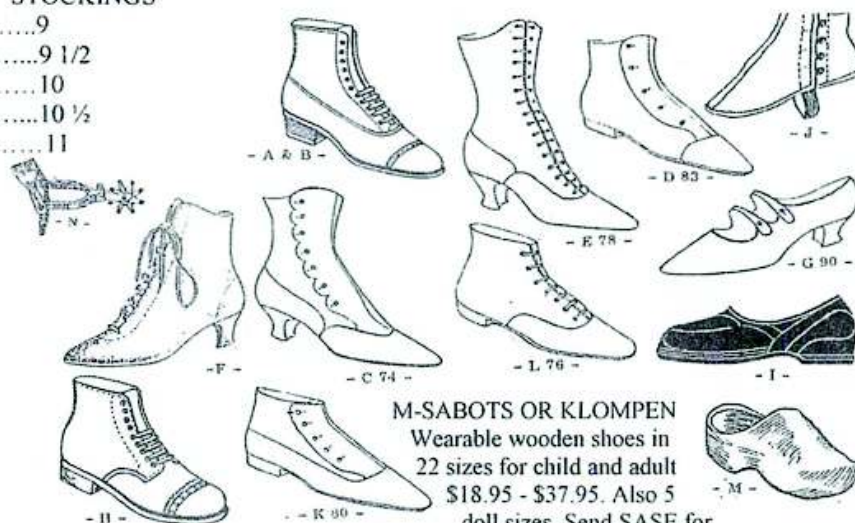 STOCKINGS
.....9
.....9 1/2
.....10
.....10 ½
......11
- A & B -
- D 83 -
- J -
- N -
- E 78 -
- G 90 -
-F-
- C 74 -
- L 76 -
- I -
M-SABOTS OR KLOMPEN
Wearable wooden shoes in
22 sizes for child and adult
$18.95 - $37.95. Also 5
doll sizes. Send SASE for
- M -
- H -
- K 60 -